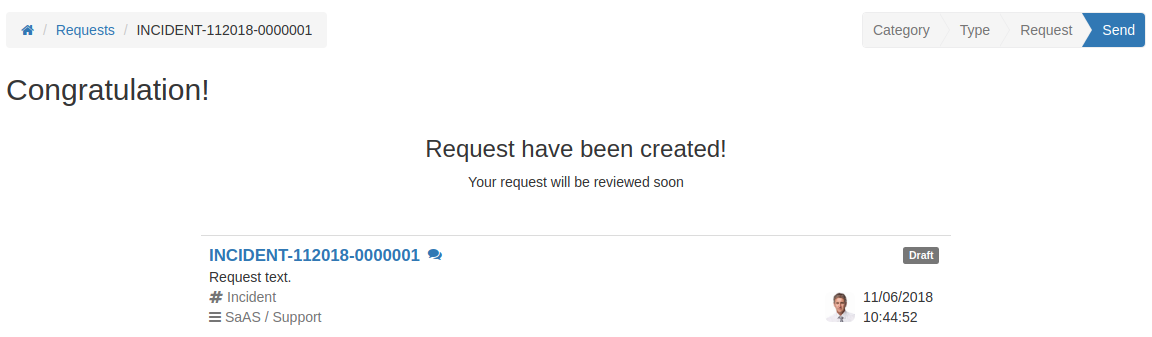 / Requests / INCIDENT-112018-0000001
Category Type Request Send
Congratulation!
Request have been created!
Your request will be reviewed soon
INCIDENT-112018-0000001 Draft
Request text.
# Incident 11/06/2018
SaAS / Support 10:44:52